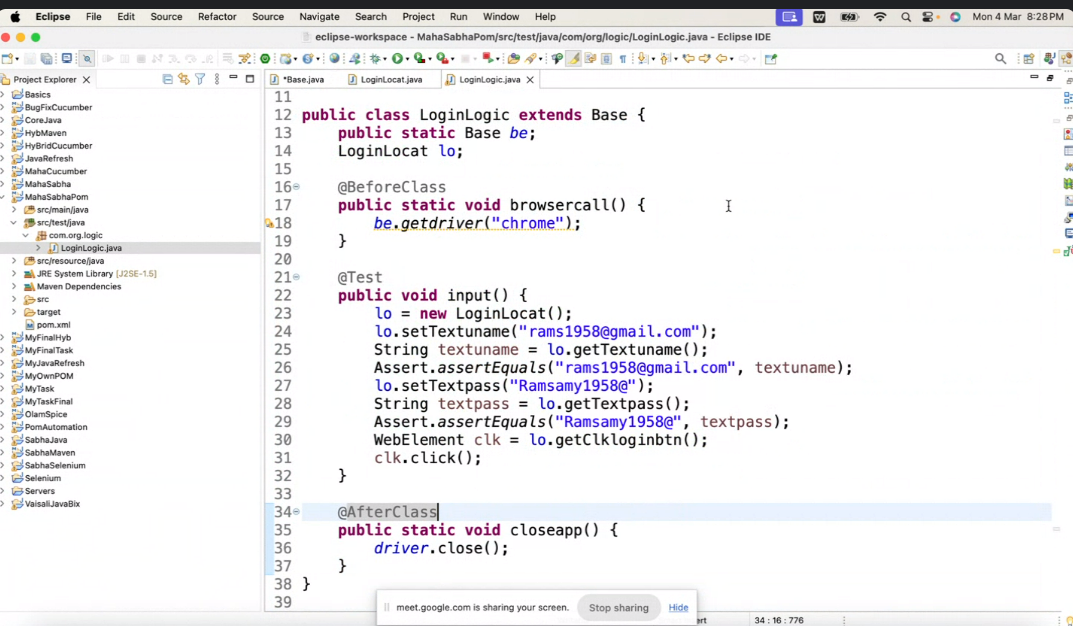 Eclipse File Edit Source Refactor Source Navigate Search Project Run Window Help Mon 4 Mar 8:28 PM
eclipse-workspace - MahaSabhaPom/src/test/java/com/org/logic/LoginLogic.java - Eclipse IDE
Project Explorer
*Base.java LoginLocat.java LoginLogic.java
Basics
BugFixCucumber
CoreJava
HybMaven
HyBridCucumber
JavaRefresh
MahaCucumber
MahaSabha
MahaSabhaPom
src/main/java
src/test/java
com.org.logic
LoginLogic.java
src/resource/java
JRE System Library [J2SE-1.5]
Maven Dependencies
src
target
pom.xml
MyFinalHyb
MyFinalTask
MyJavaRefresh
MyOwnPOM
MyTask
MyTaskFinal
OlamSpice
PomAutomation
SabhaJava
SabhaMaven
SabhaSelenium
Selenium
Servers
VaisaliJavaBix
11
12 public class LoginLogic extends Base {
13 public static Base be;
14 LoginLocat lo;
15
16 @BeforeClass
17 public static void browsercall() {
18 be.getdriver("chrome");
19 }
20
21 @Test
22 public void input() {
23 lo = new LoginLocat();
24 lo.setTextuname("rams1958@gmail.com");
25 String textuname = lo.getTextuname();
26 Assert.assertEquals("rams1958@gmail.com", textuname);
27 lo.setTextpass("Ramsamy1958@");
28 String textpass = lo.getTextpass();
29 Assert.assertEquals("Ramsamy1958@", textpass);
30 WebElement clk = lo.getClkloginbtn();
31 clk.click();
32 }
33
34 @AfterClass
35 public static void closeapp() {
36 driver.close();
37 }
38 }
39
meet.google.com is sharing your screen. Stop sharing Hide
34 : 16 : 776